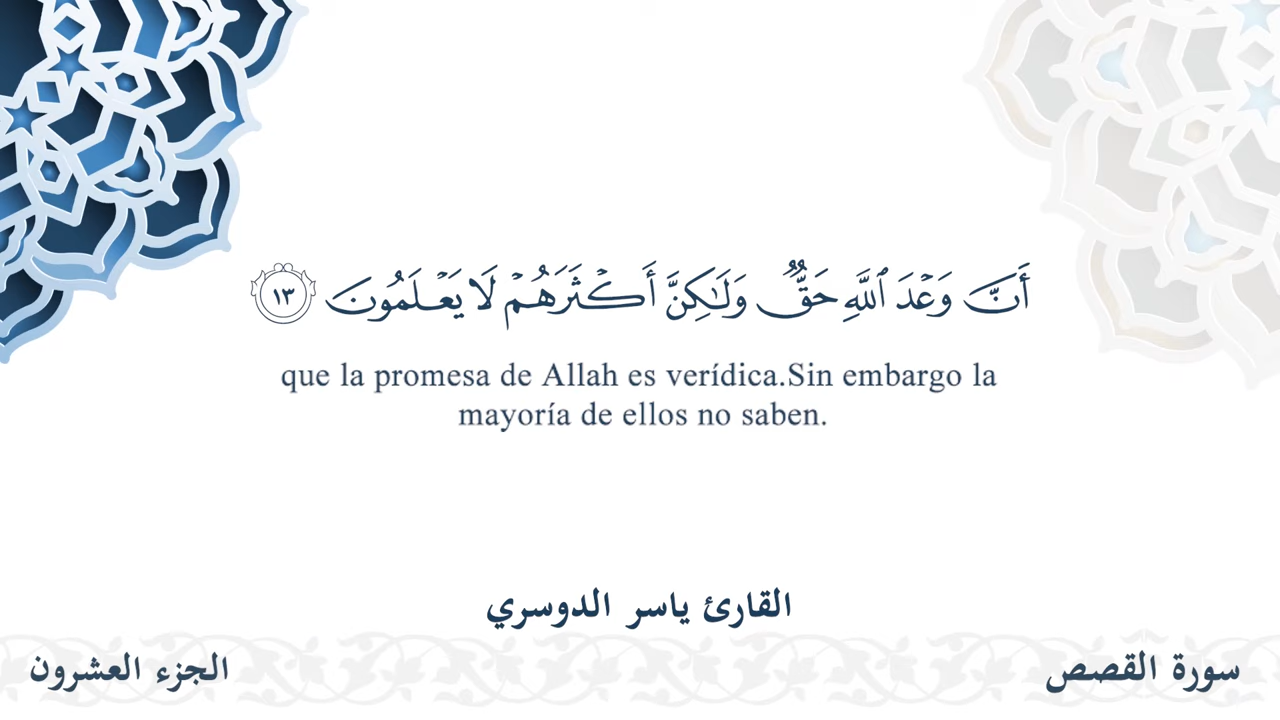 أَنَّ وَعۡدَ ٱللَّهِ حَقّٞ وَلَٰكِنَّ أَكۡثَرَهُمۡ لَا يَعۡلَمُونَ ١٣
que la promesa de Allah es verídica.Sin embargo la
mayoría de ellos no saben.
القارئ ياسر الدوسري
سورة القصص
الجزء العشرون